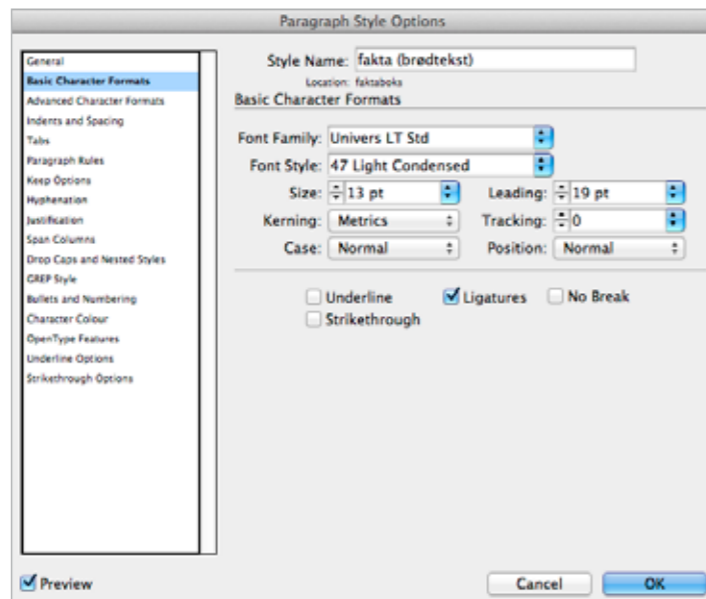 Paragraph Style Options
General
Basic Character Formats
Advanced Character Formats
Indents and Spacing
Tabs
Paragraph Rules
Keep Options
Hyphenation
Justification
Span Columns
Drop Caps and Nested Styles
GREP Style
Bullets and Numbering
Character Colour
OpenType Features
Underline Options
Strikethrough Options
Style Name: fakta (brødtekst)
Location: faktaboks
Basic Character Formats
Font Family: Univers LT Std
Font Style: 47 Light Condensed
Size: 13 pt Leading: 19 pt
Kerning: Metrics Tracking: 0
Case: Normal Position: Normal
Underline Ligatures No Break
Strikethrough
Preview Cancel OK